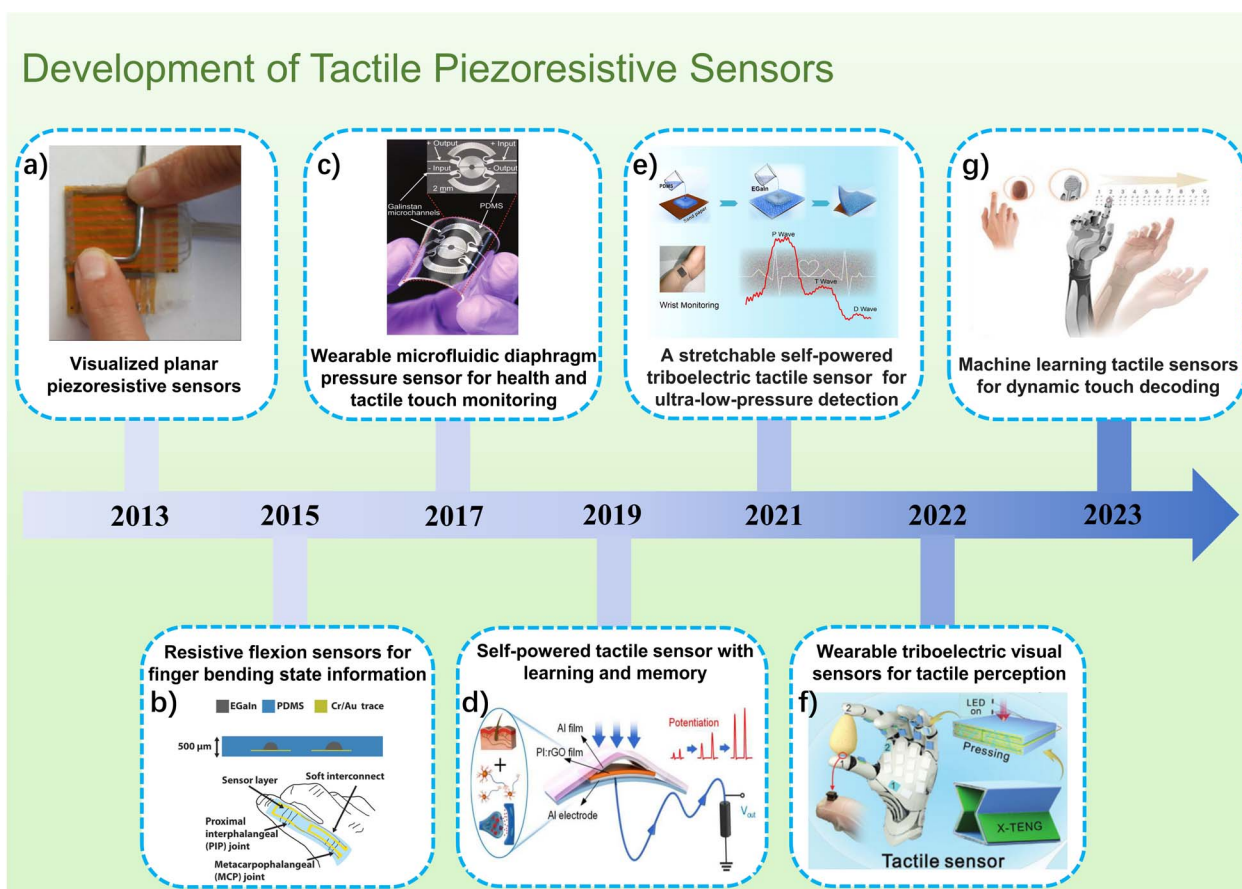 Development of Tactile Piezoresistive Sensors
a)
Visualized planar
piezoresistive sensors
c)
+ Output
+ Input
- Input
- Output
2 mm
Galinstan
microchannels
PDMS
Wearable microfluidic diaphragm
pressure sensor for health and
tactile touch monitoring
e)
PDMS
Sand paper
EGaIn
P Wave
T Wave
D Wave
Wrist Monitoring
A stretchable self-powered
triboelectric tactile sensor for
ultra-low-pressure detection
g)
1 2 3 4 5 6 7 8 9 0
Machine learning tactile sensors
for dynamic touch decoding
2013
2015
2017
2019
2021
2022
2023
Resistive flexion sensors for
finger bending state information
b)
EGaIn
PDMS
Cr/Au trace
500 μm
Sensor layer
Soft interconnect
Proximal
interphalangeal
(PIP) joint
Metacarpophalangeal
(MCP) joint
Self-powered tactile sensor with
learning and memory
d)
Al film
PI:rGO film
Al electrode
Potentiation
Vout
Wearable triboelectric visual
sensors for tactile perception
f)
2
2
1
1
LED
on
Pressing
X-TENG
Tactile sensor